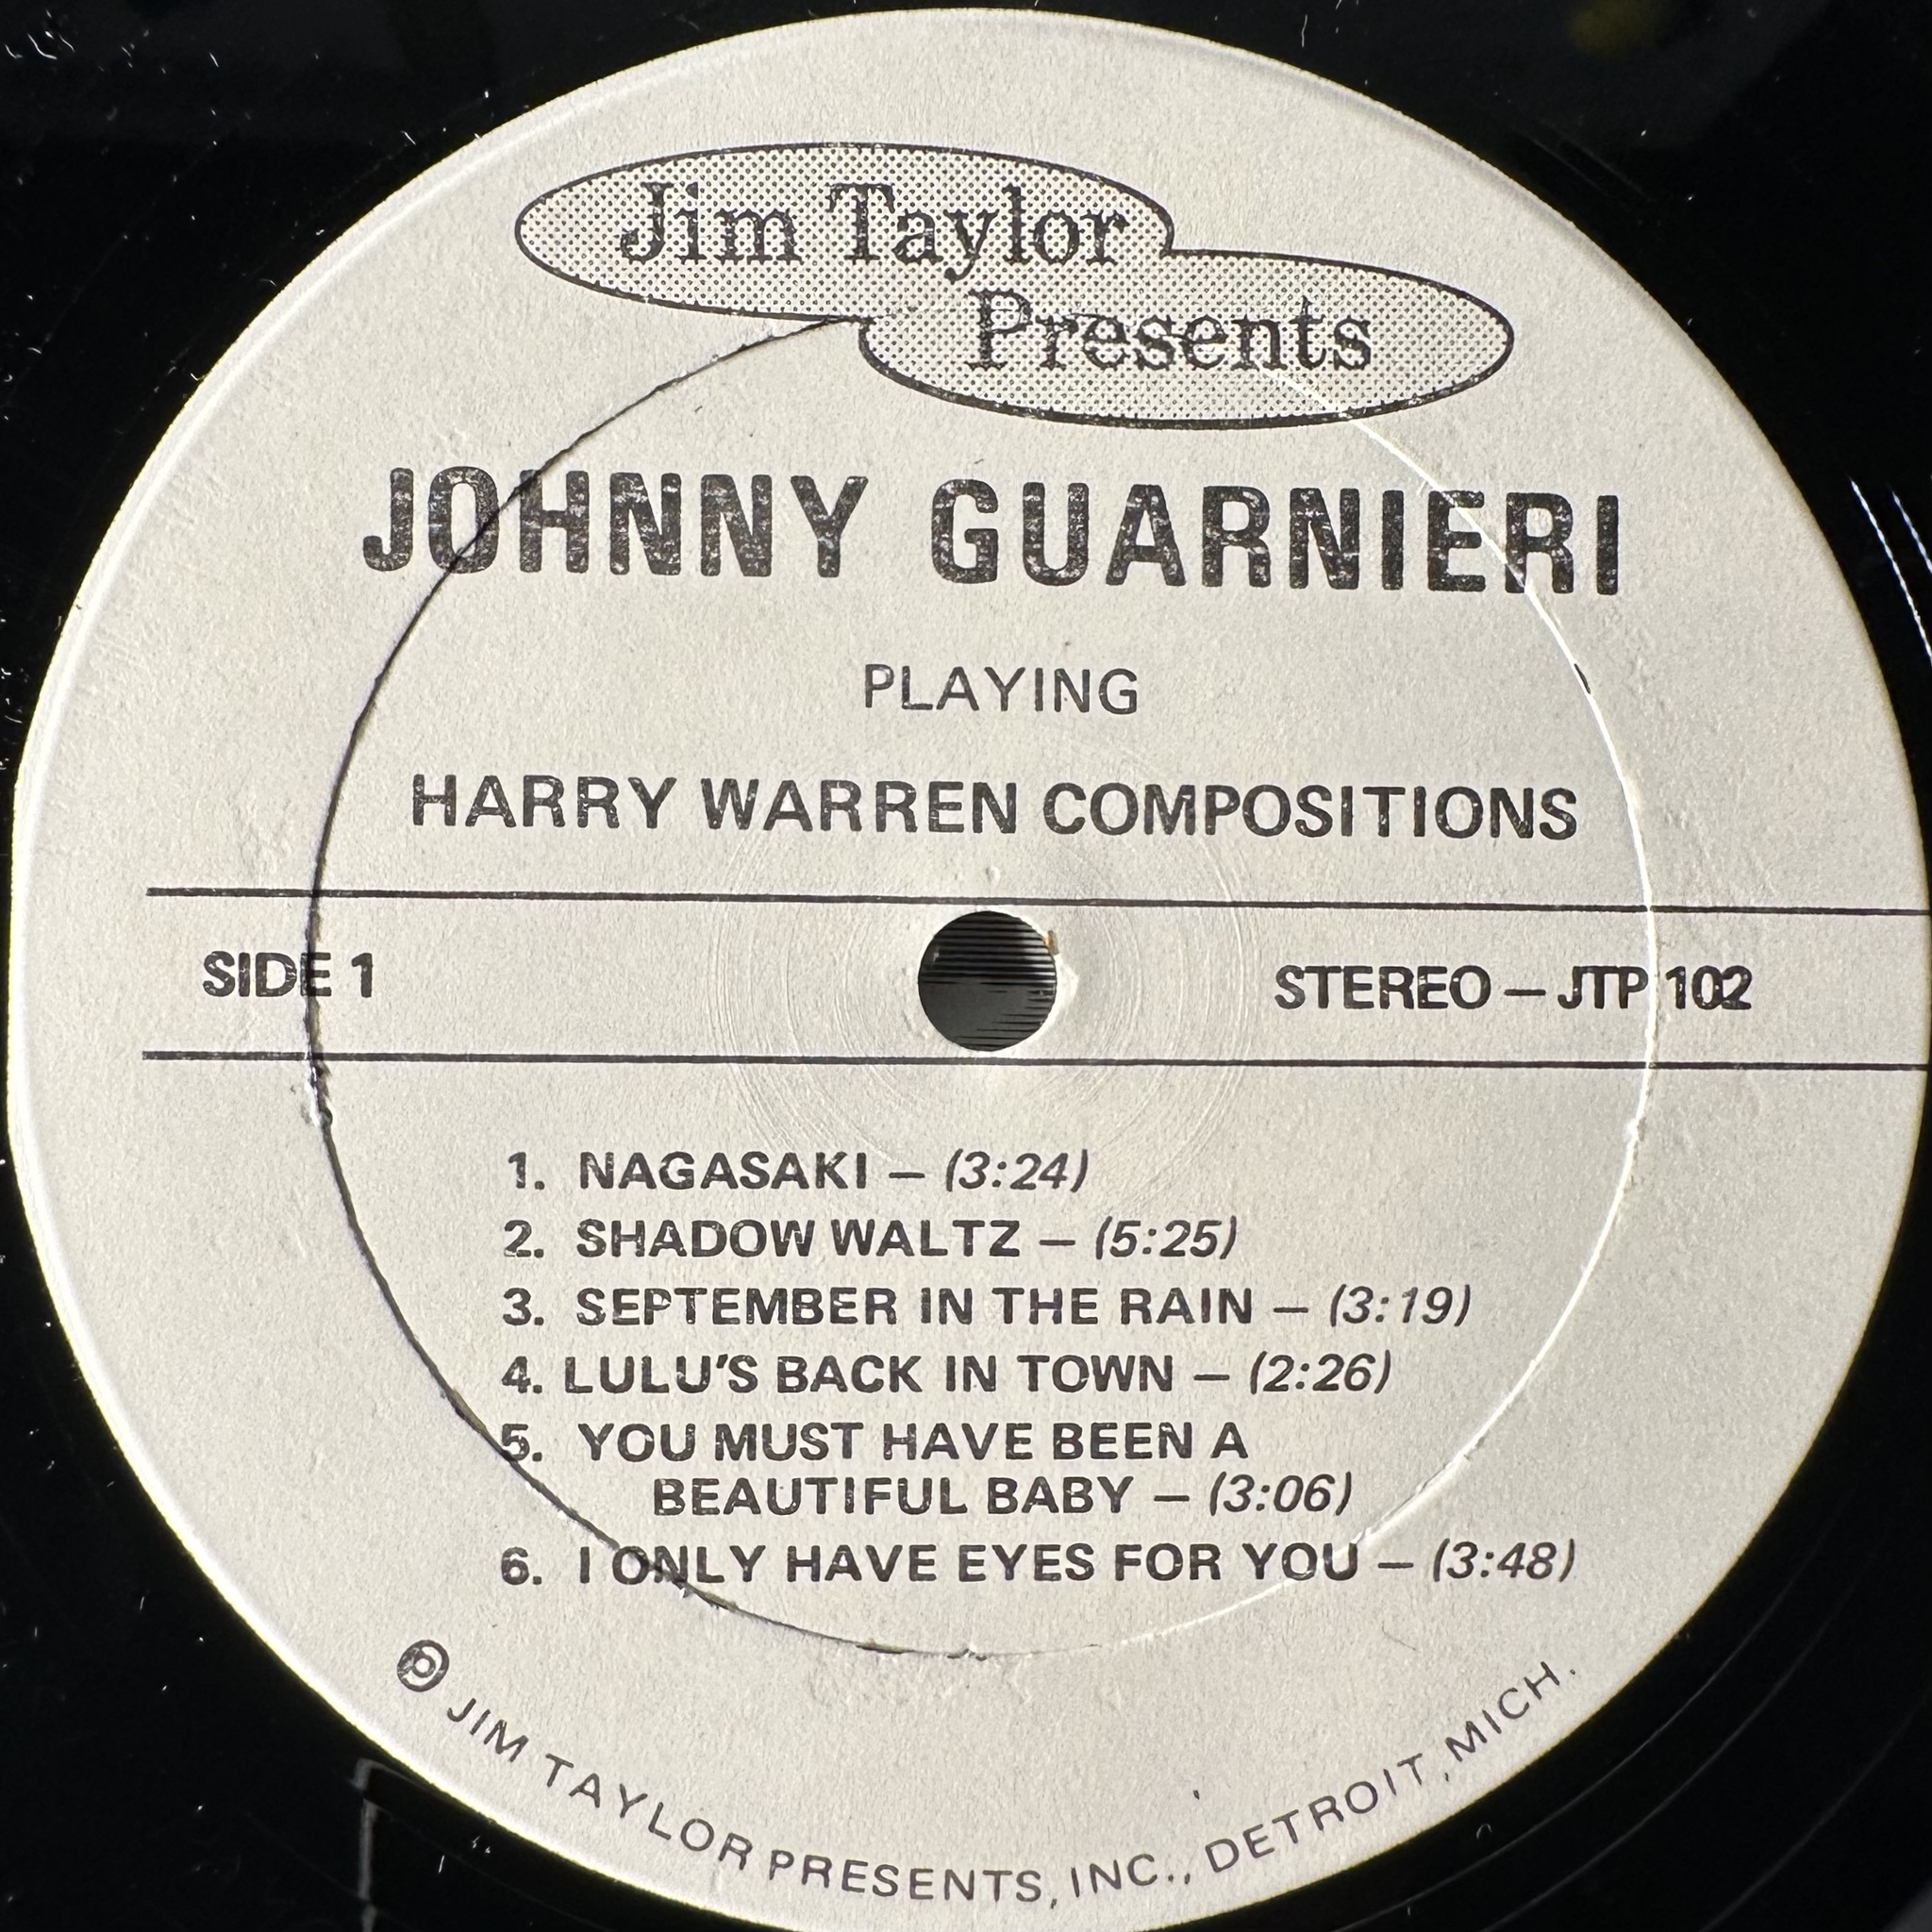 Jim Taylor
Presents
JOHNNY GUARNIERI
PLAYING
HARRY WARREN COMPOSITIONS
SIDE 1
STEREO — JTP 102
1. NAGASAKI — (3:24)
2. SHADOW WALTZ — (5:25)
3. SEPTEMBER IN THE RAIN — (3:19)
4. LULU'S BACK IN TOWN — (2:26)
5. YOU MUST HAVE BEEN A
BEAUTIFUL BABY — (3:06)
6. I ONLY HAVE EYES FOR YOU — (3:48)
℗ JIM TAYLOR PRESENTS, INC., DETROIT, MICH.